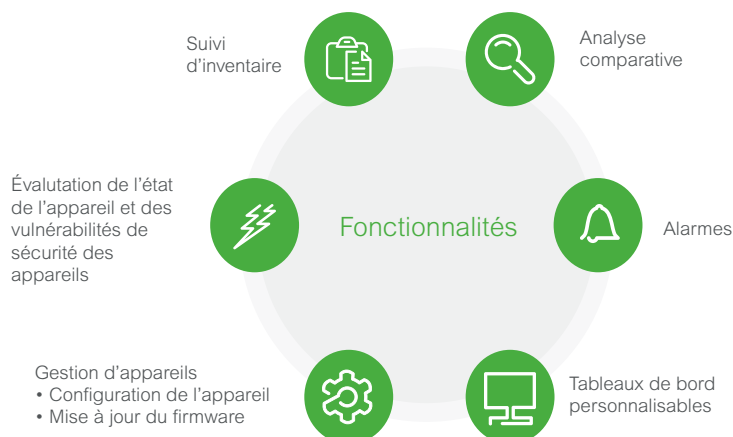 Suivi
d’inventaire
Analyse
comparative
Évalutation de l’état
de l’appareil et des
vulnérabilités de
sécurité des
appareils
Fonctionnalités
Alarmes
Gestion d’appareils
• Configuration de l’appareil
• Mise à jour du firmware
Tableaux de bord
personnalisables